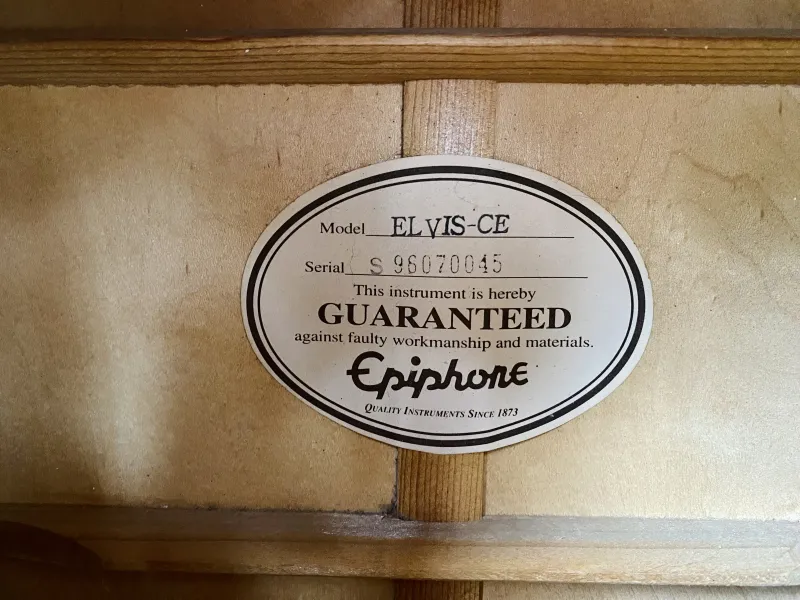 Model ELVIS-CE
Serial S 96070045
This instrument is hereby
GUARANTEED
against faulty workmanship and materials.
Epiphone
QUALITY INSTRUMENTS SINCE 1873